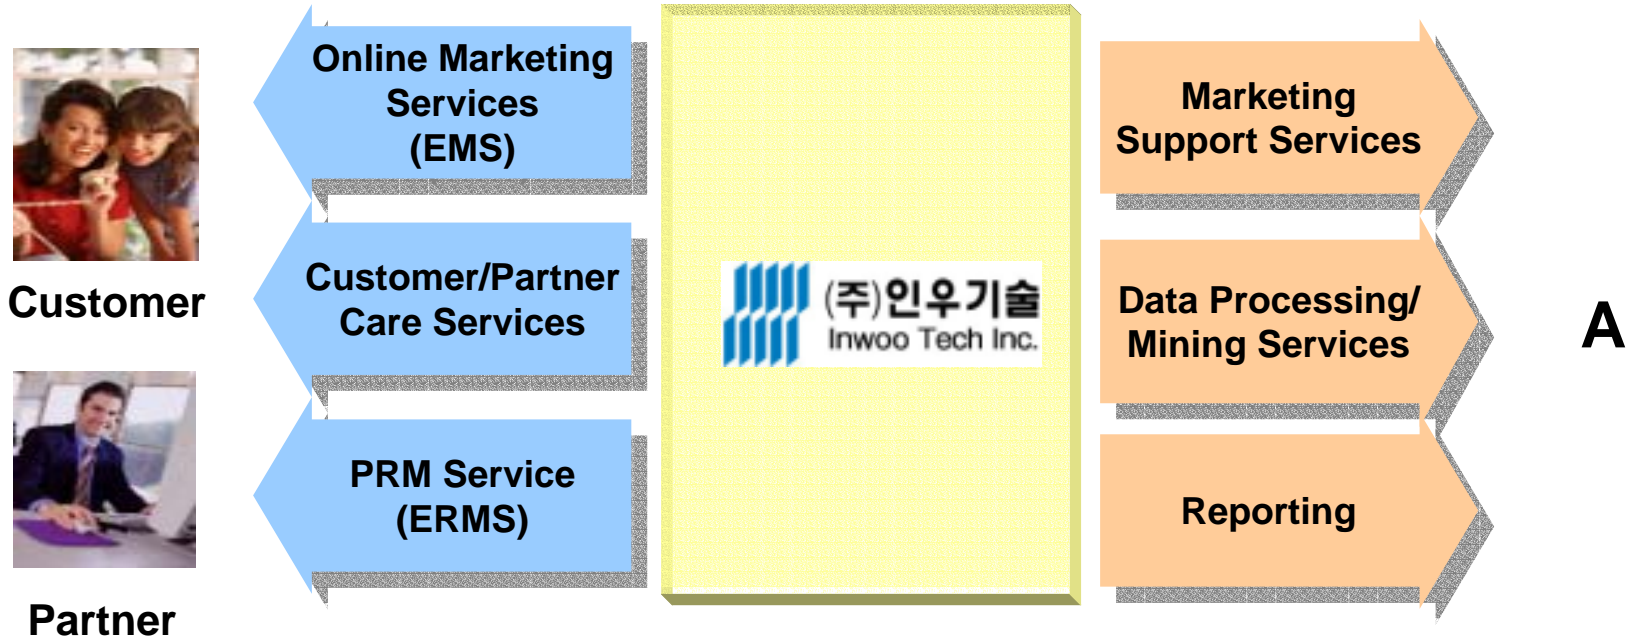 Online Marketing
Services
(EMS)
Customer/Partner
Care Services
PRM Service
(ERMS)
Customer
Partner
(주)인우기술
Inwoo Tech Inc.
Marketing
Support Services
Data Processing/
Mining Services
Reporting
A